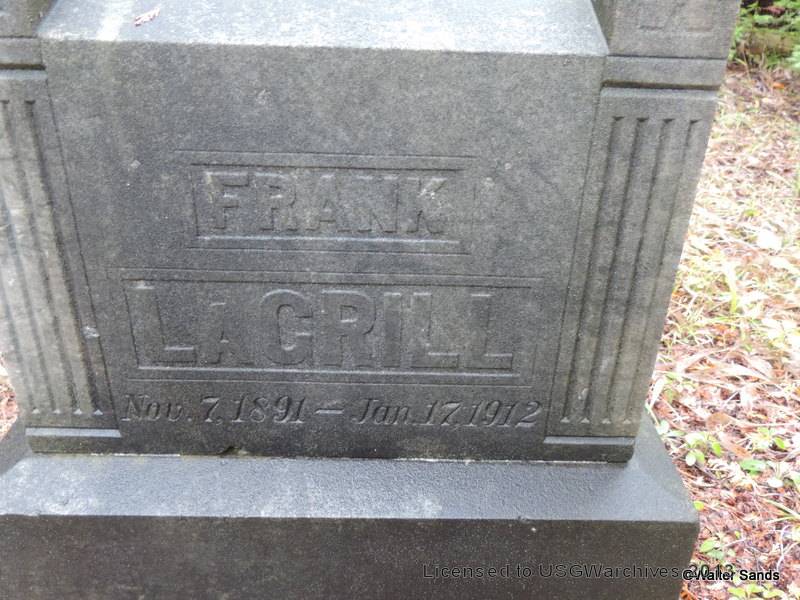 FRANK
LAGRILL
Nov. 7, 1891 — Jan. 17, 1912
Licensed to USGWarchives 2013
©Walter Sands